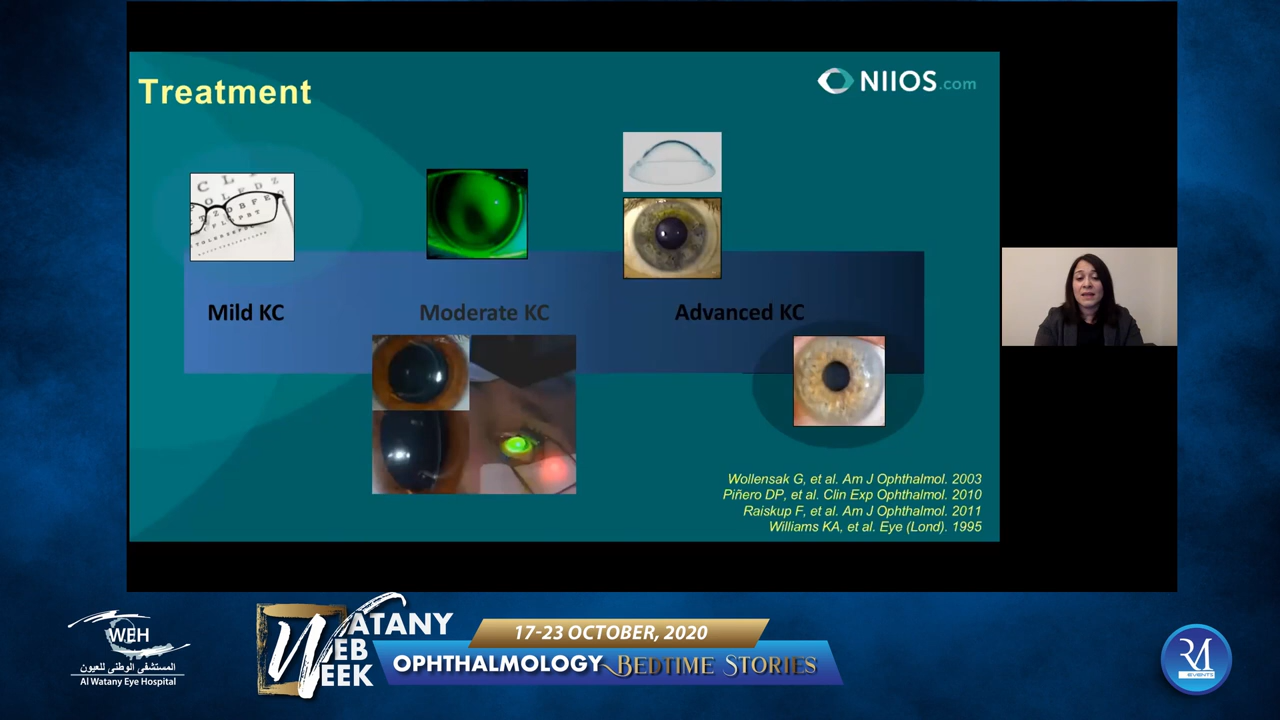 Treatment
NIIOS.com
Mild KC
Moderate KC
Advanced KC
Wollensak G, et al. Am J Ophthalmol. 2003
Piñero DP, et al. Clin Exp Ophthalmol. 2010
Raiskup F, et al. Am J Ophthalmol. 2011
Williams KA, et al. Eye (Lond). 1995
WEH
المستشفى الوطني للعيون
Al Watany Eye Hospital
WATANY
WEB
WEEK
17-23 OCTOBER, 2020
OPHTHALMOLOGY BEDTIME STORIES
RM
EVENTS